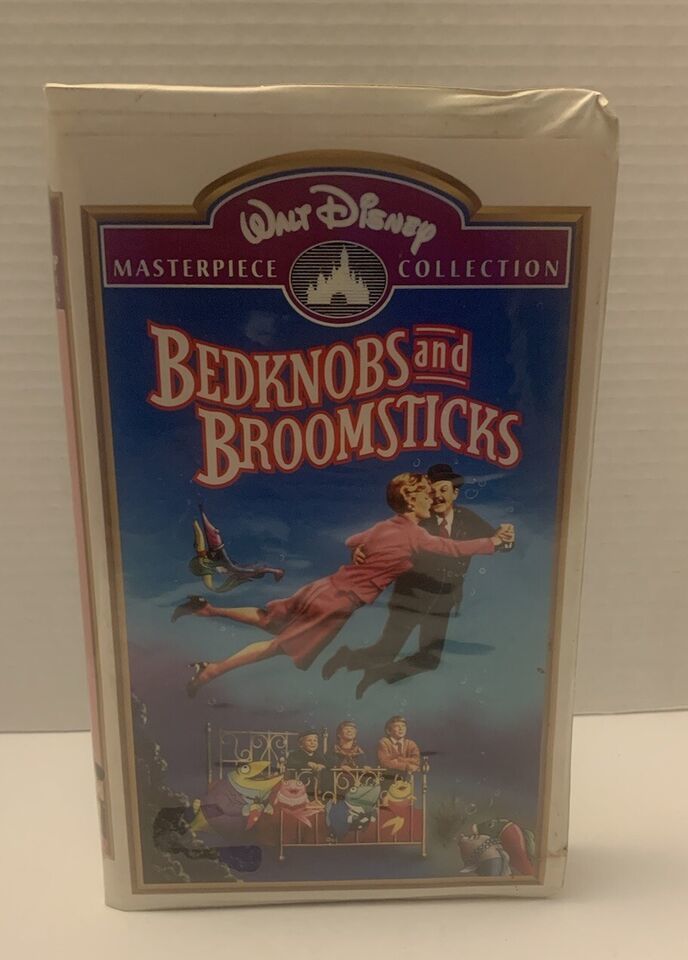 Walt Disney
MASTERPIECE COLLECTION
BEDKNOBS and
BROOMSTICKS